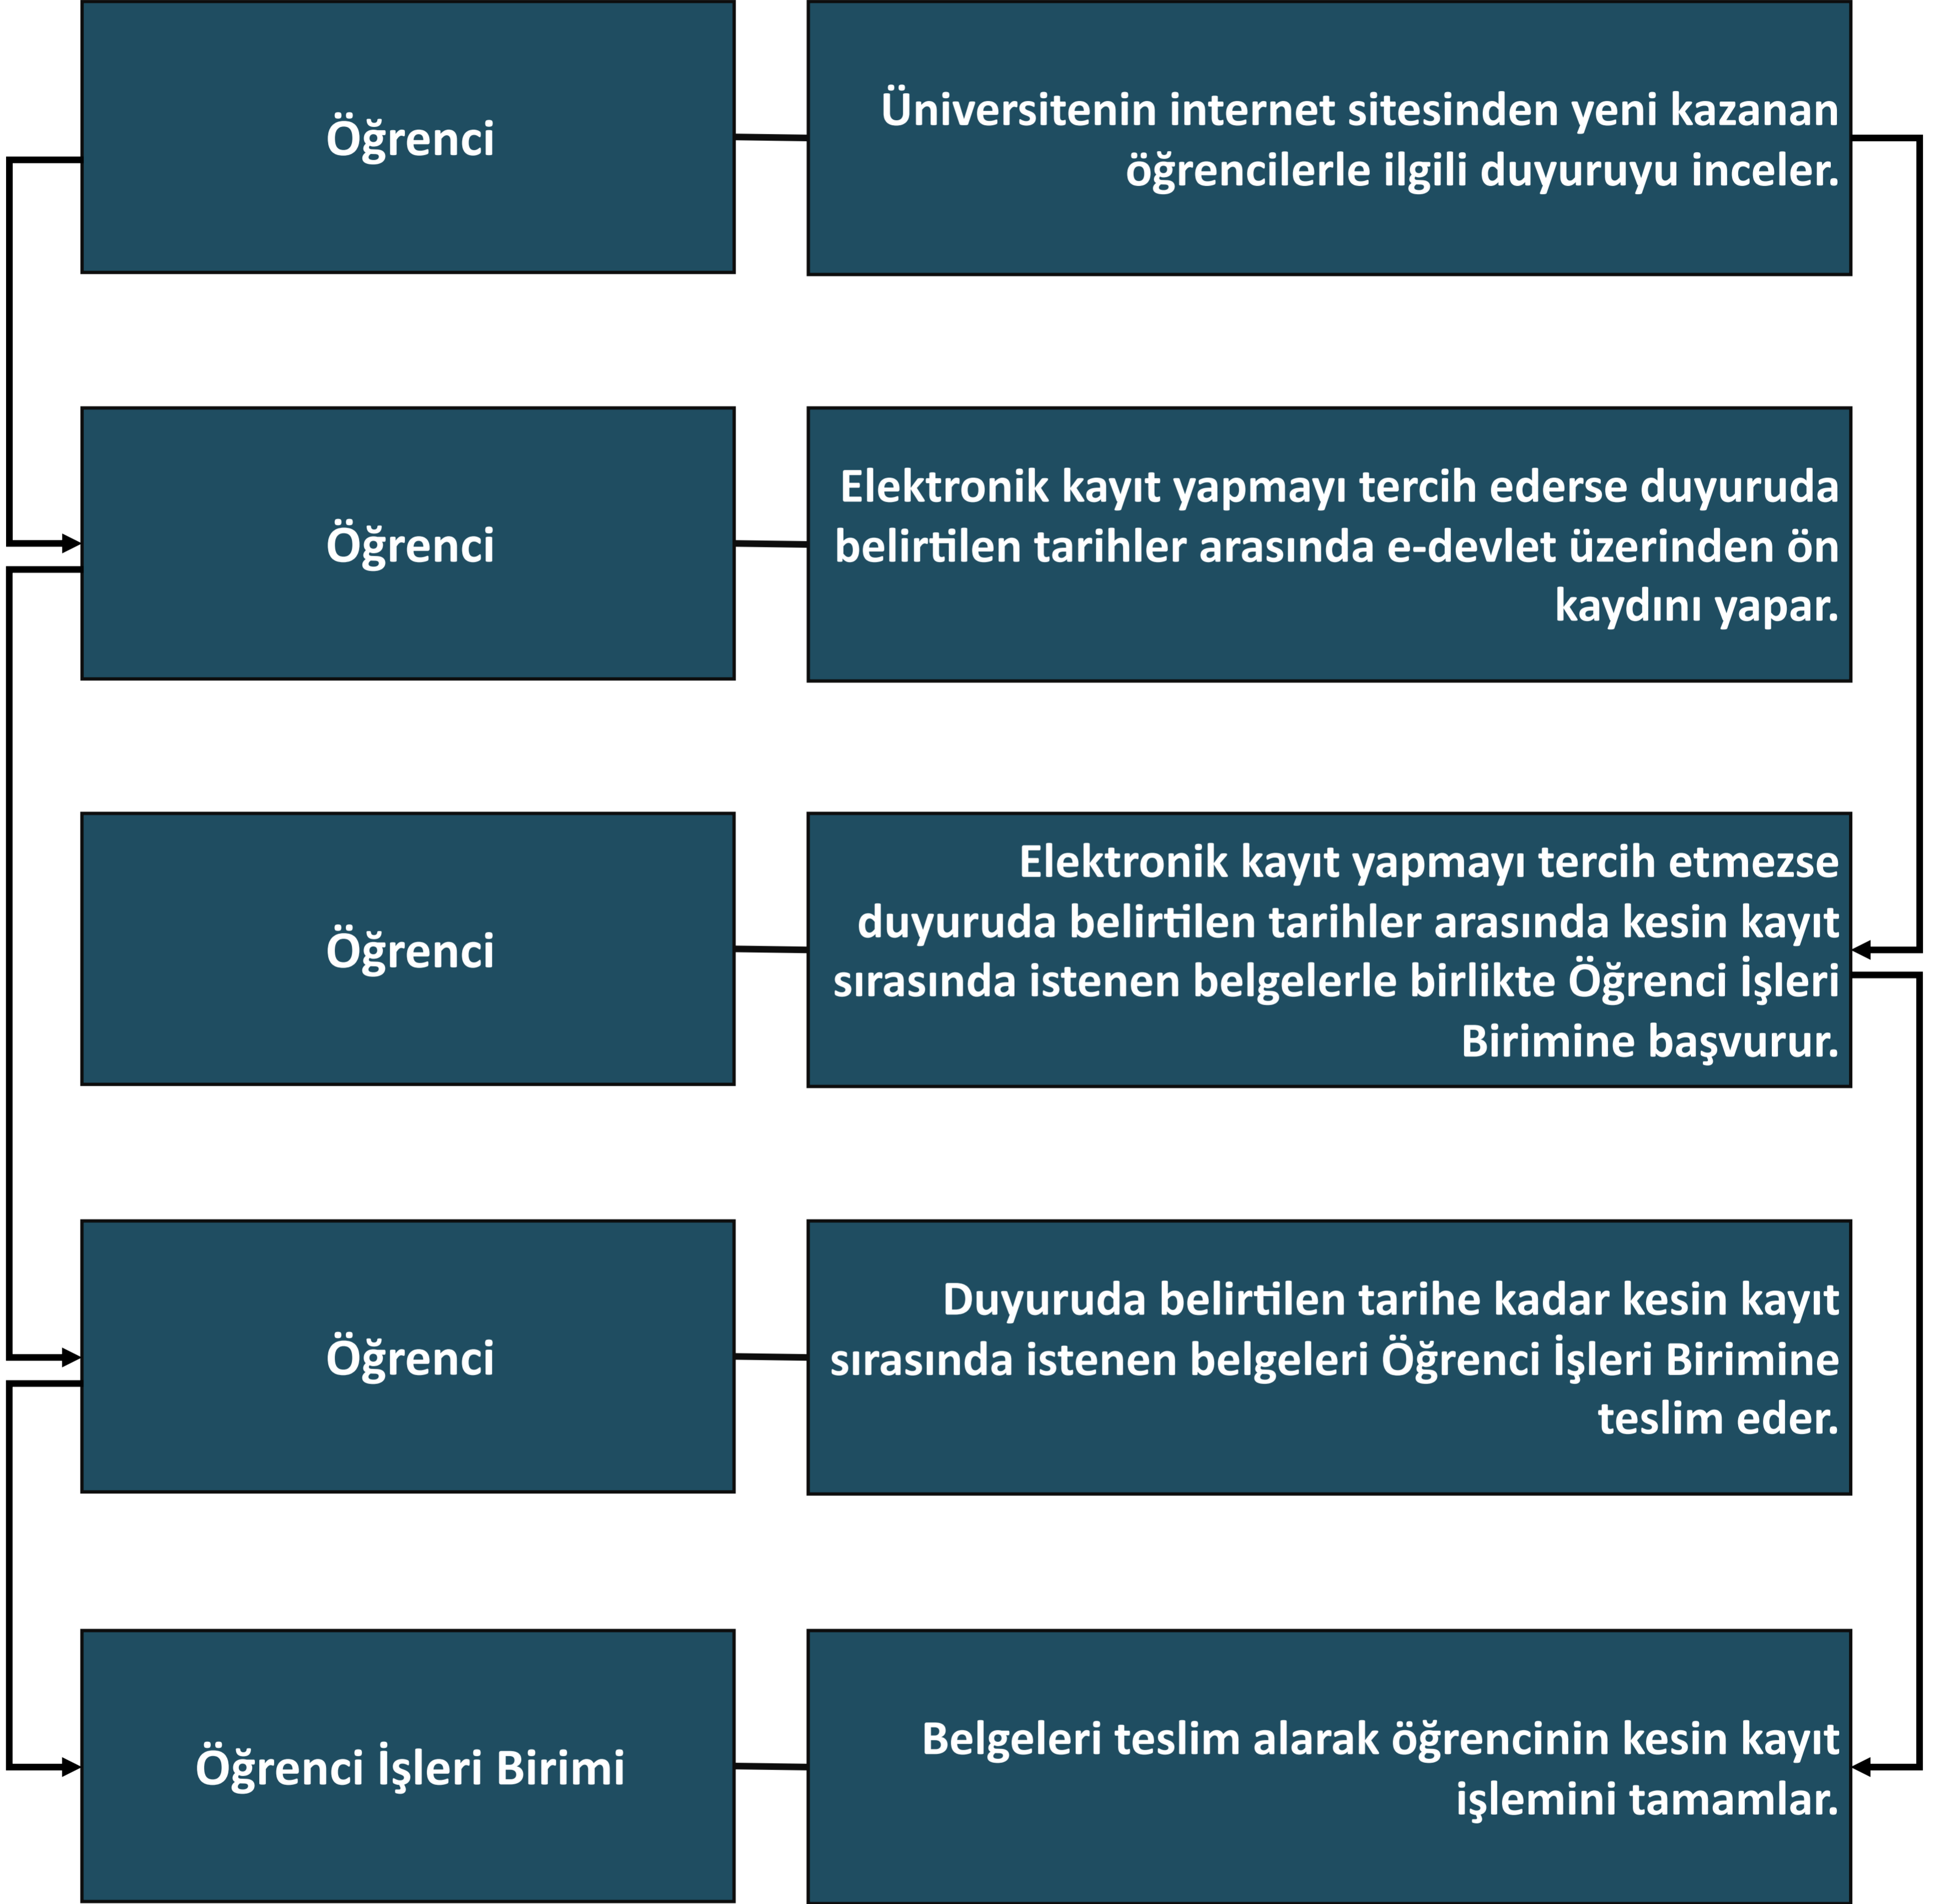 Öğrenci
Üniversitenin internet sitesinden yeni kazanan
öğrencilerle ilgili duyuruyu inceler.
Öğrenci
Elektronik kayıt yapmayı tercih ederse duyuruda
belirtilen tarihler arasında e-devlet üzerinden ön
kaydını yapar.
Öğrenci
Elektronik kayıt yapmayı tercih etmezse
duyuruda belirtilen tarihler arasında kesin kayıt
sırasında istenen belgelerle birlikte Öğrenci İşleri
Birimine başvurur.
Öğrenci
Duyuruda belirtilen tarihe kadar kesin kayıt
sırasında istenen belgeleri Öğrenci İşleri Birimine
teslim eder.
Öğrenci İşleri Birimi
Belgeleri teslim alarak öğrencinin kesin kayıt
işlemini tamamlar.